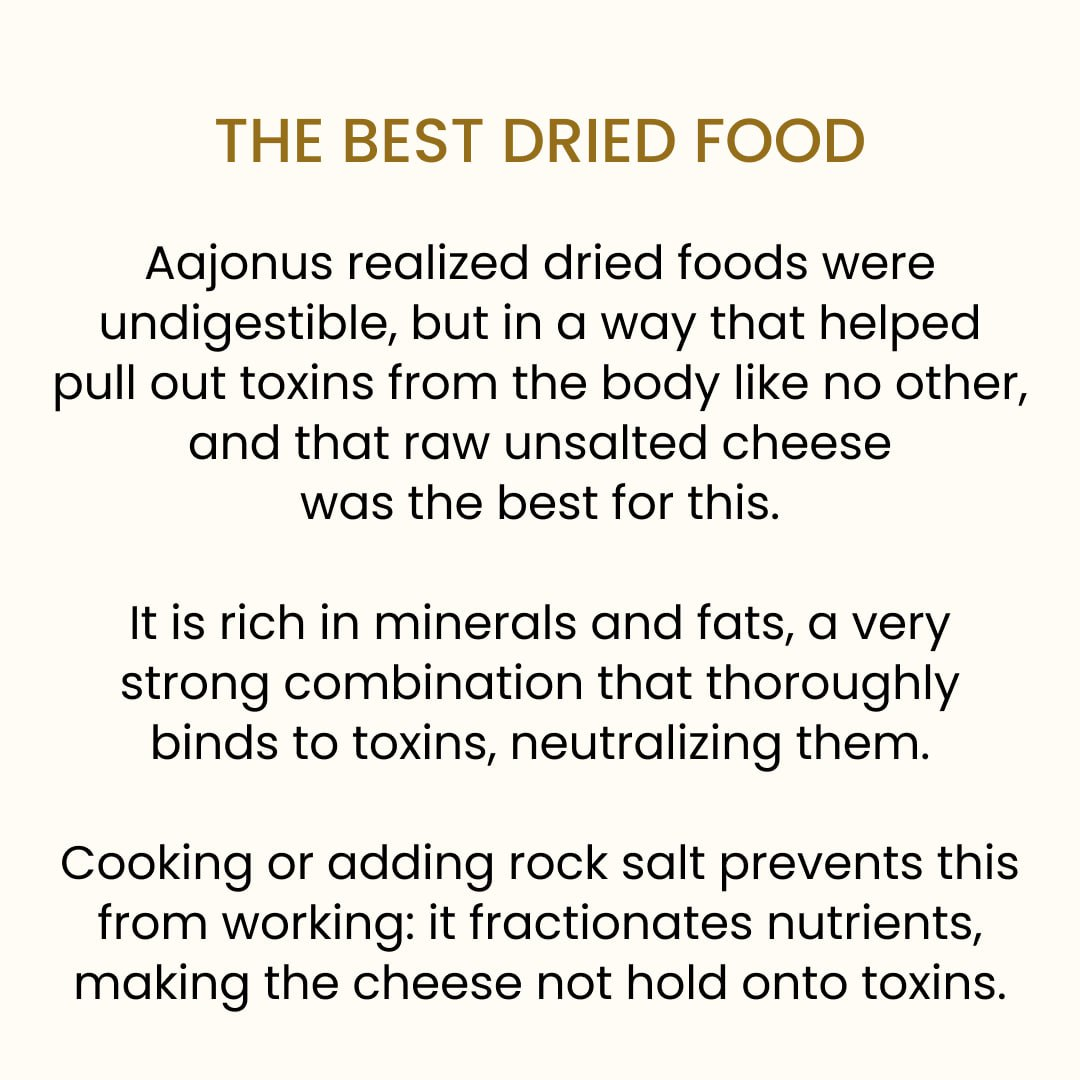 THE BEST DRIED FOOD
Aajonus realized dried foods were
undigestible, but in a way that helped
pull out toxins from the body like no other,
and that raw unsalted cheese
was the best for this.
It is rich in minerals and fats, a very
strong combination that thoroughly
binds to toxins, neutralizing them.
Cooking or adding rock salt prevents this
from working: it fractionates nutrients,
making the cheese not hold onto toxins.